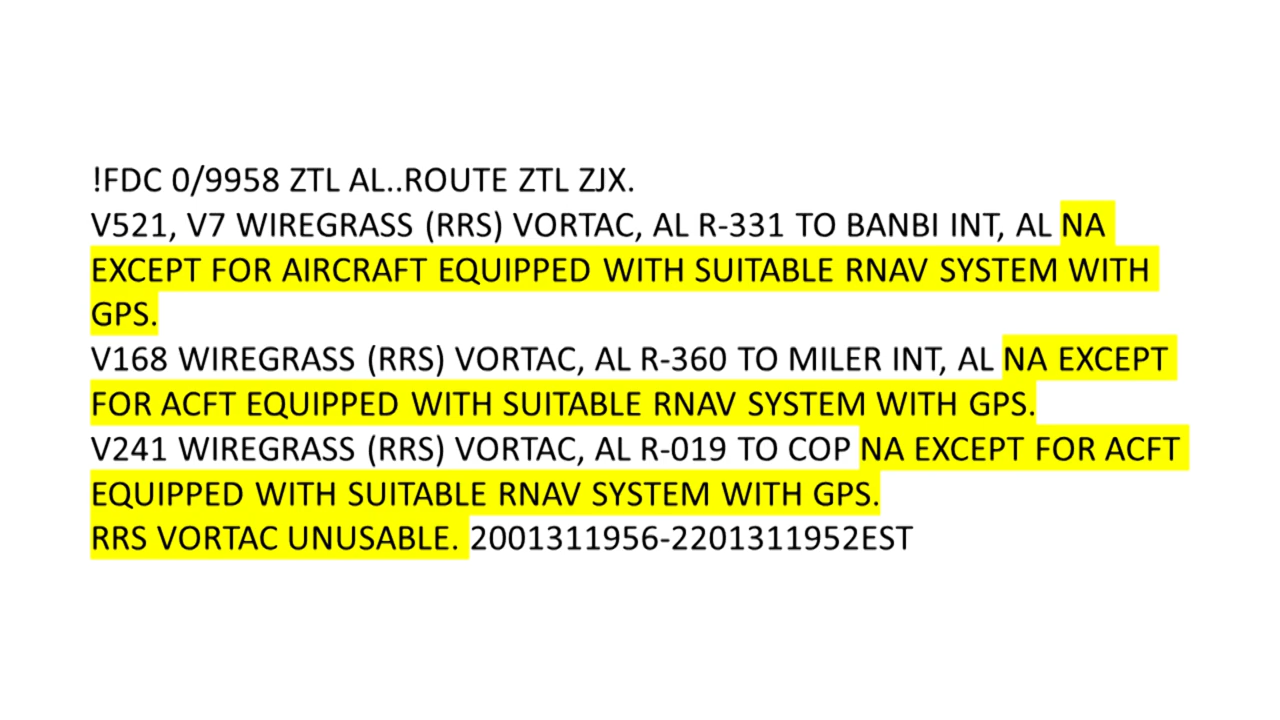 !FDC 0/9958 ZTL AL..ROUTE ZTL ZJX.
V521, V7 WIREGRASS (RRS) VORTAC, AL R-331 TO BANBI INT, AL NA
EXCEPT FOR AIRCRAFT EQUIPPED WITH SUITABLE RNAV SYSTEM WITH
GPS.
V168 WIREGRASS (RRS) VORTAC, AL R-360 TO MILER INT, AL NA EXCEPT
FOR ACFT EQUIPPED WITH SUITABLE RNAV SYSTEM WITH GPS.
V241 WIREGRASS (RRS) VORTAC, AL R-019 TO COP NA EXCEPT FOR ACFT
EQUIPPED WITH SUITABLE RNAV SYSTEM WITH GPS.
RRS VORTAC UNUSABLE. 2001311956-2201311952EST